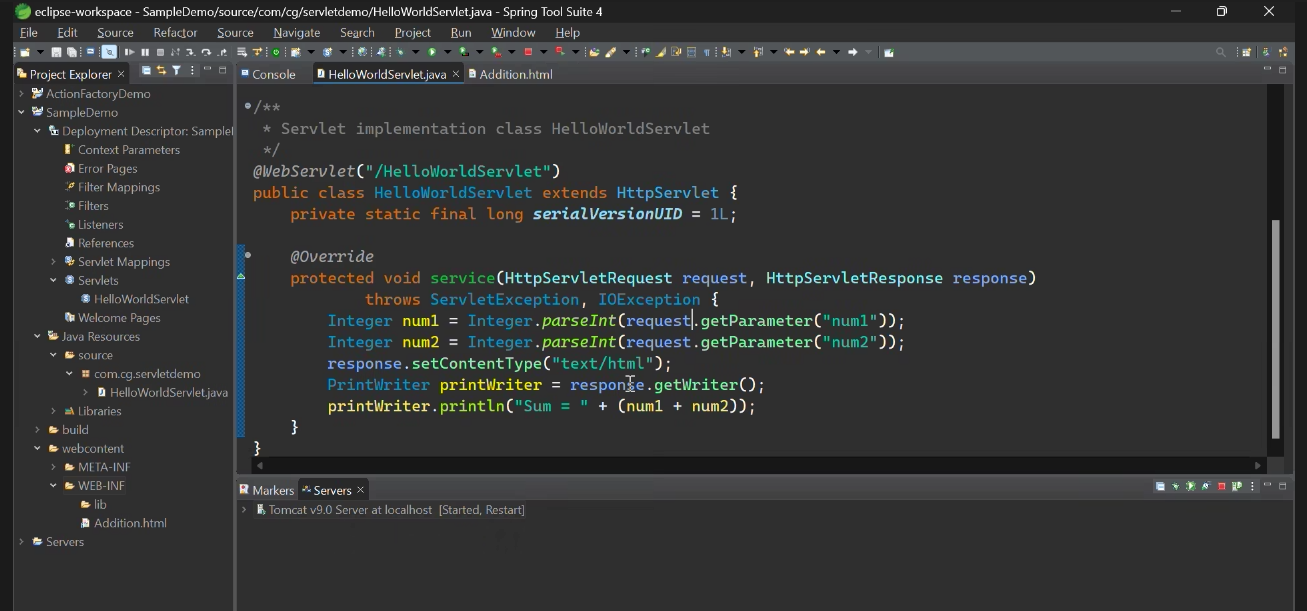 eclipse-workspace - SampleDemo/source/com/cg/servletdemo/HelloWorldServlet.java - Spring Tool Suite 4
File Edit Source Refactor Source Navigate Search Project Run Window Help
Project Explorer
ActionFactoryDemo
SampleDemo
Deployment Descriptor: Sample
Context Parameters
Error Pages
Filter Mappings
Filters
Listeners
References
Servlet Mappings
Servlets
HelloWorldServlet
Welcome Pages
Java Resources
source
com.cg.servletdemo
HelloWorldServlet.java
Libraries
build
webcontent
META-INF
WEB-INF
lib
Addition.html
Servers
Console HelloWorldServlet.java Addition.html
/**
* Servlet implementation class HelloWorldServlet
*/
@WebServlet("/HelloWorldServlet")
public class HelloWorldServlet extends HttpServlet {
private static final long serialVersionUID = 1L;
@Override
protected void service(HttpServletRequest request, HttpServletResponse response)
throws ServletException, IOException {
Integer num1 = Integer.parseInt(request.getParameter("num1"));
Integer num2 = Integer.parseInt(request.getParameter("num2"));
response.setContentType("text/html");
PrintWriter printWriter = response.getWriter();
printWriter.println("Sum = " + (num1 + num2));
}
}
Markers Servers
Tomcat v9.0 Server at localhost [Started, Restart]